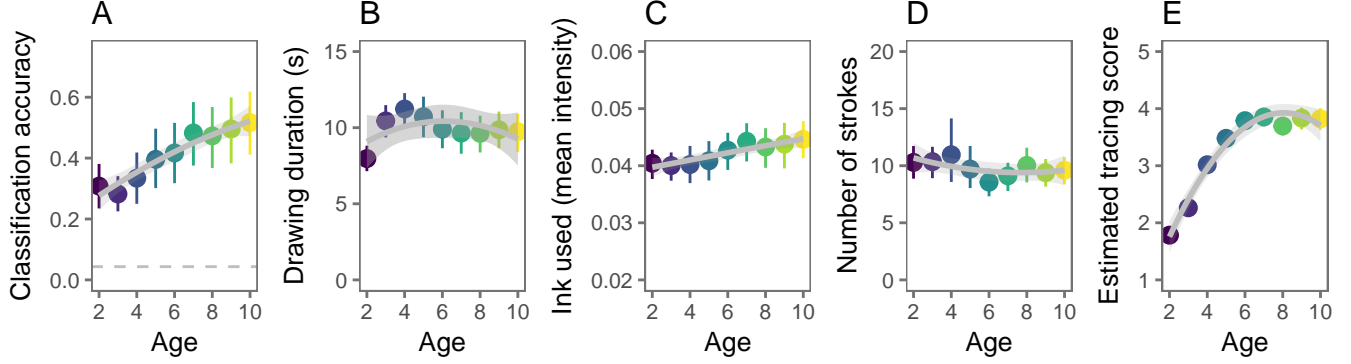 A
Classification accuracy
0.6
0.4
0.2
0.0
2 4 6 8 10
Age
B
Drawing duration (s)
15
10
5
0
2 4 6 8 10
Age
C
Ink used (mean intensity)
0.06
0.05
0.04
0.03
0.02
2 4 6 8 10
Age
D
Number of strokes
20
15
10
5
0
2 4 6 8 10
Age
E
Estimated tracing score
5
4
3
2
1
2 4 6 8 10
Age